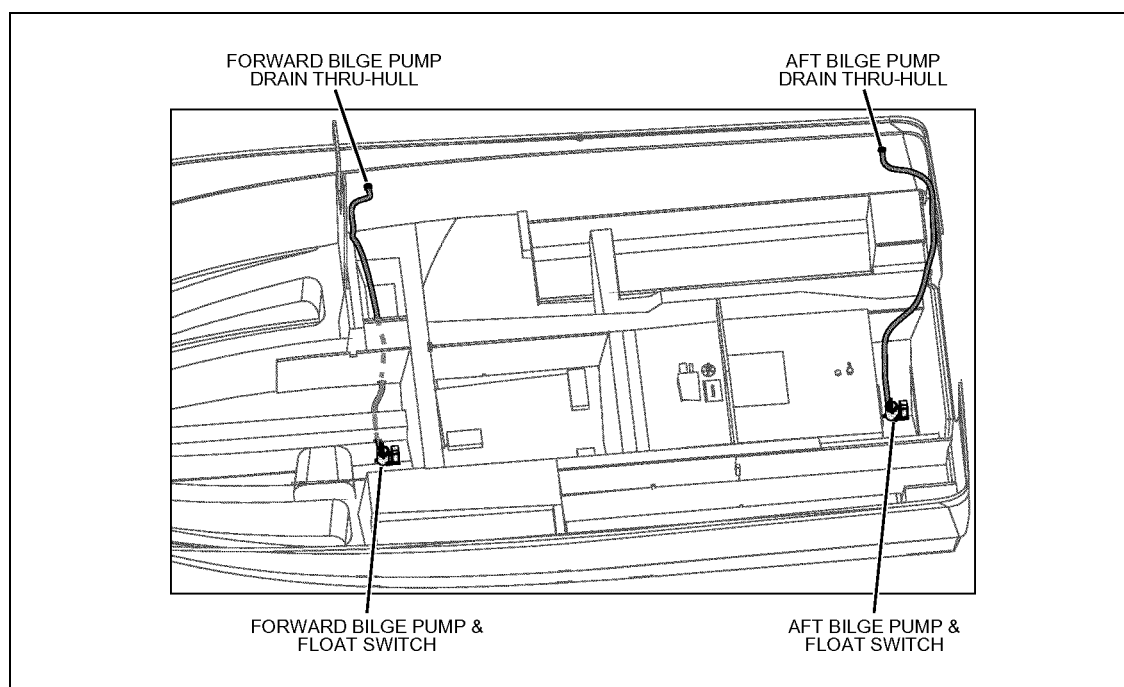 FORWARD BILGE PUMP
DRAIN THRU-HULL
AFT BILGE PUMP
DRAIN THRU-HULL
FORWARD BILGE PUMP &
FLOAT SWITCH
AFT BILGE PUMP &
FLOAT SWITCH